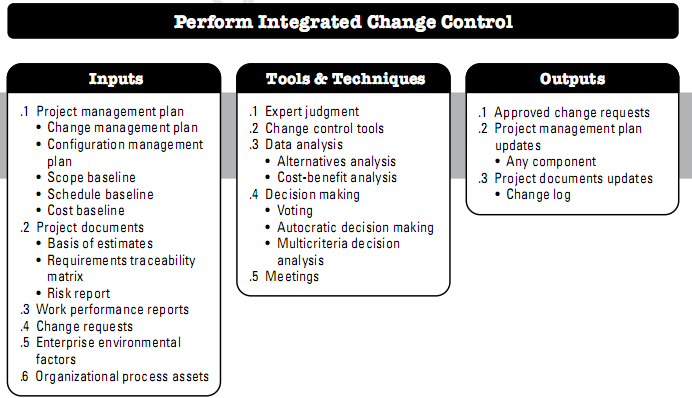 Perform Integrated Change Control
Inputs
.1 Project management plan
• Change management plan
• Configuration management
plan
• Scope baseline
• Schedule baseline
• Cost baseline
.2 Project documents
• Basis of estimates
• Requirements traceability
matrix
• Risk report
.3 Work performance reports
.4 Change requests
.5 Enterprise environmental
factors
.6 Organizational process assets
Tools & Techniques
.1 Expert judgment
.2 Change control tools
.3 Data analysis
• Alternatives analysis
• Cost-benefit analysis
.4 Decision making
• Voting
• Autocratic decision making
• Multicriteria decision
analysis
.5 Meetings
Outputs
.1 Approved change requests
.2 Project management plan
updates
• Any component
.3 Project documents updates
• Change log